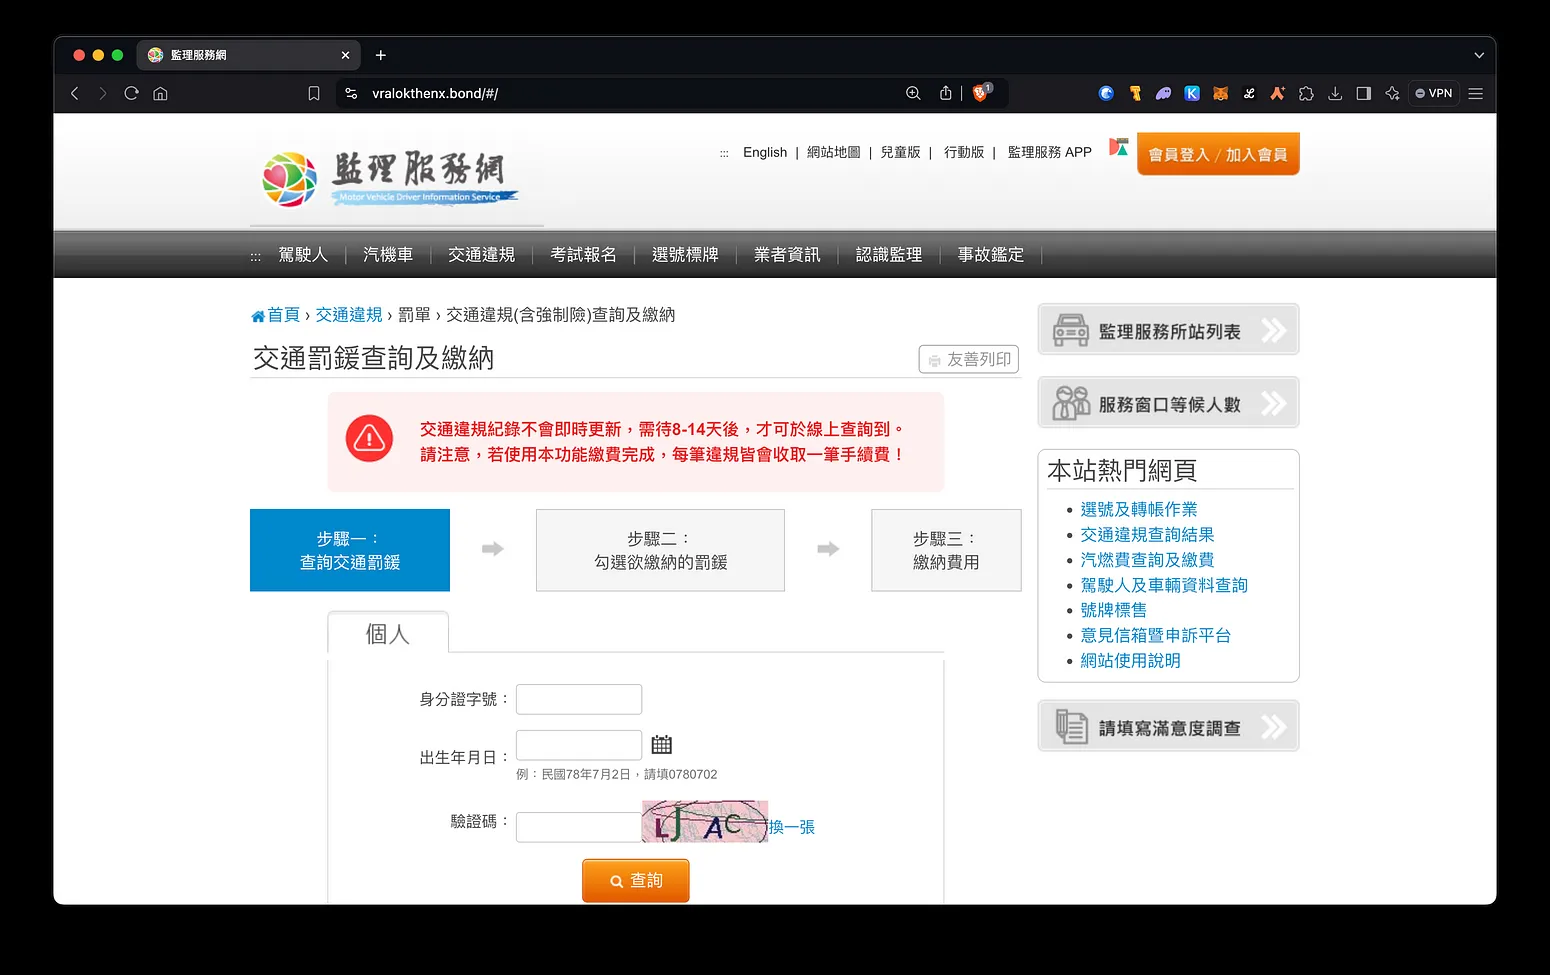 監理服務網
vralokthenx.bond/#/
1
VPN
監理服務網
Motor Vehicle Driver Information Service
::: English | 網站地圖 | 兒童版 | 行動版 | 監理服務 APP
會員登入 / 加入會員
::: 駕駛人 | 汽機車 | 交通違規 | 考試報名 | 選號標牌 | 業者資訊 | 認識監理 | 事故鑑定 |
首頁 › 交通違規 › 罰單 › 交通違規(含強制險)查詢及繳納
交通罰鍰查詢及繳納
友善列印
交通違規紀錄不會即時更新，需待8-14天後，才可於線上查詢到。
請注意，若使用本功能繳費完成，每筆違規皆會收取一筆手續費！
步驟一：
查詢交通罰鍰
步驟二：
勾選欲繳納的罰鍰
步驟三：
繳納費用
個人
身分證字號：
出生年月日：
例：民國78年7月2日，請填0780702
驗證碼：
LJAC
換一張
查詢
監理服務所站列表
服務窗口等候人數
本站熱門網頁
選號及轉帳作業
交通違規查詢結果
汽燃費查詢及繳費
駕駛人及車輛資料查詢
號牌標售
意見信箱暨申訴平台
網站使用說明
請填寫滿意度調查